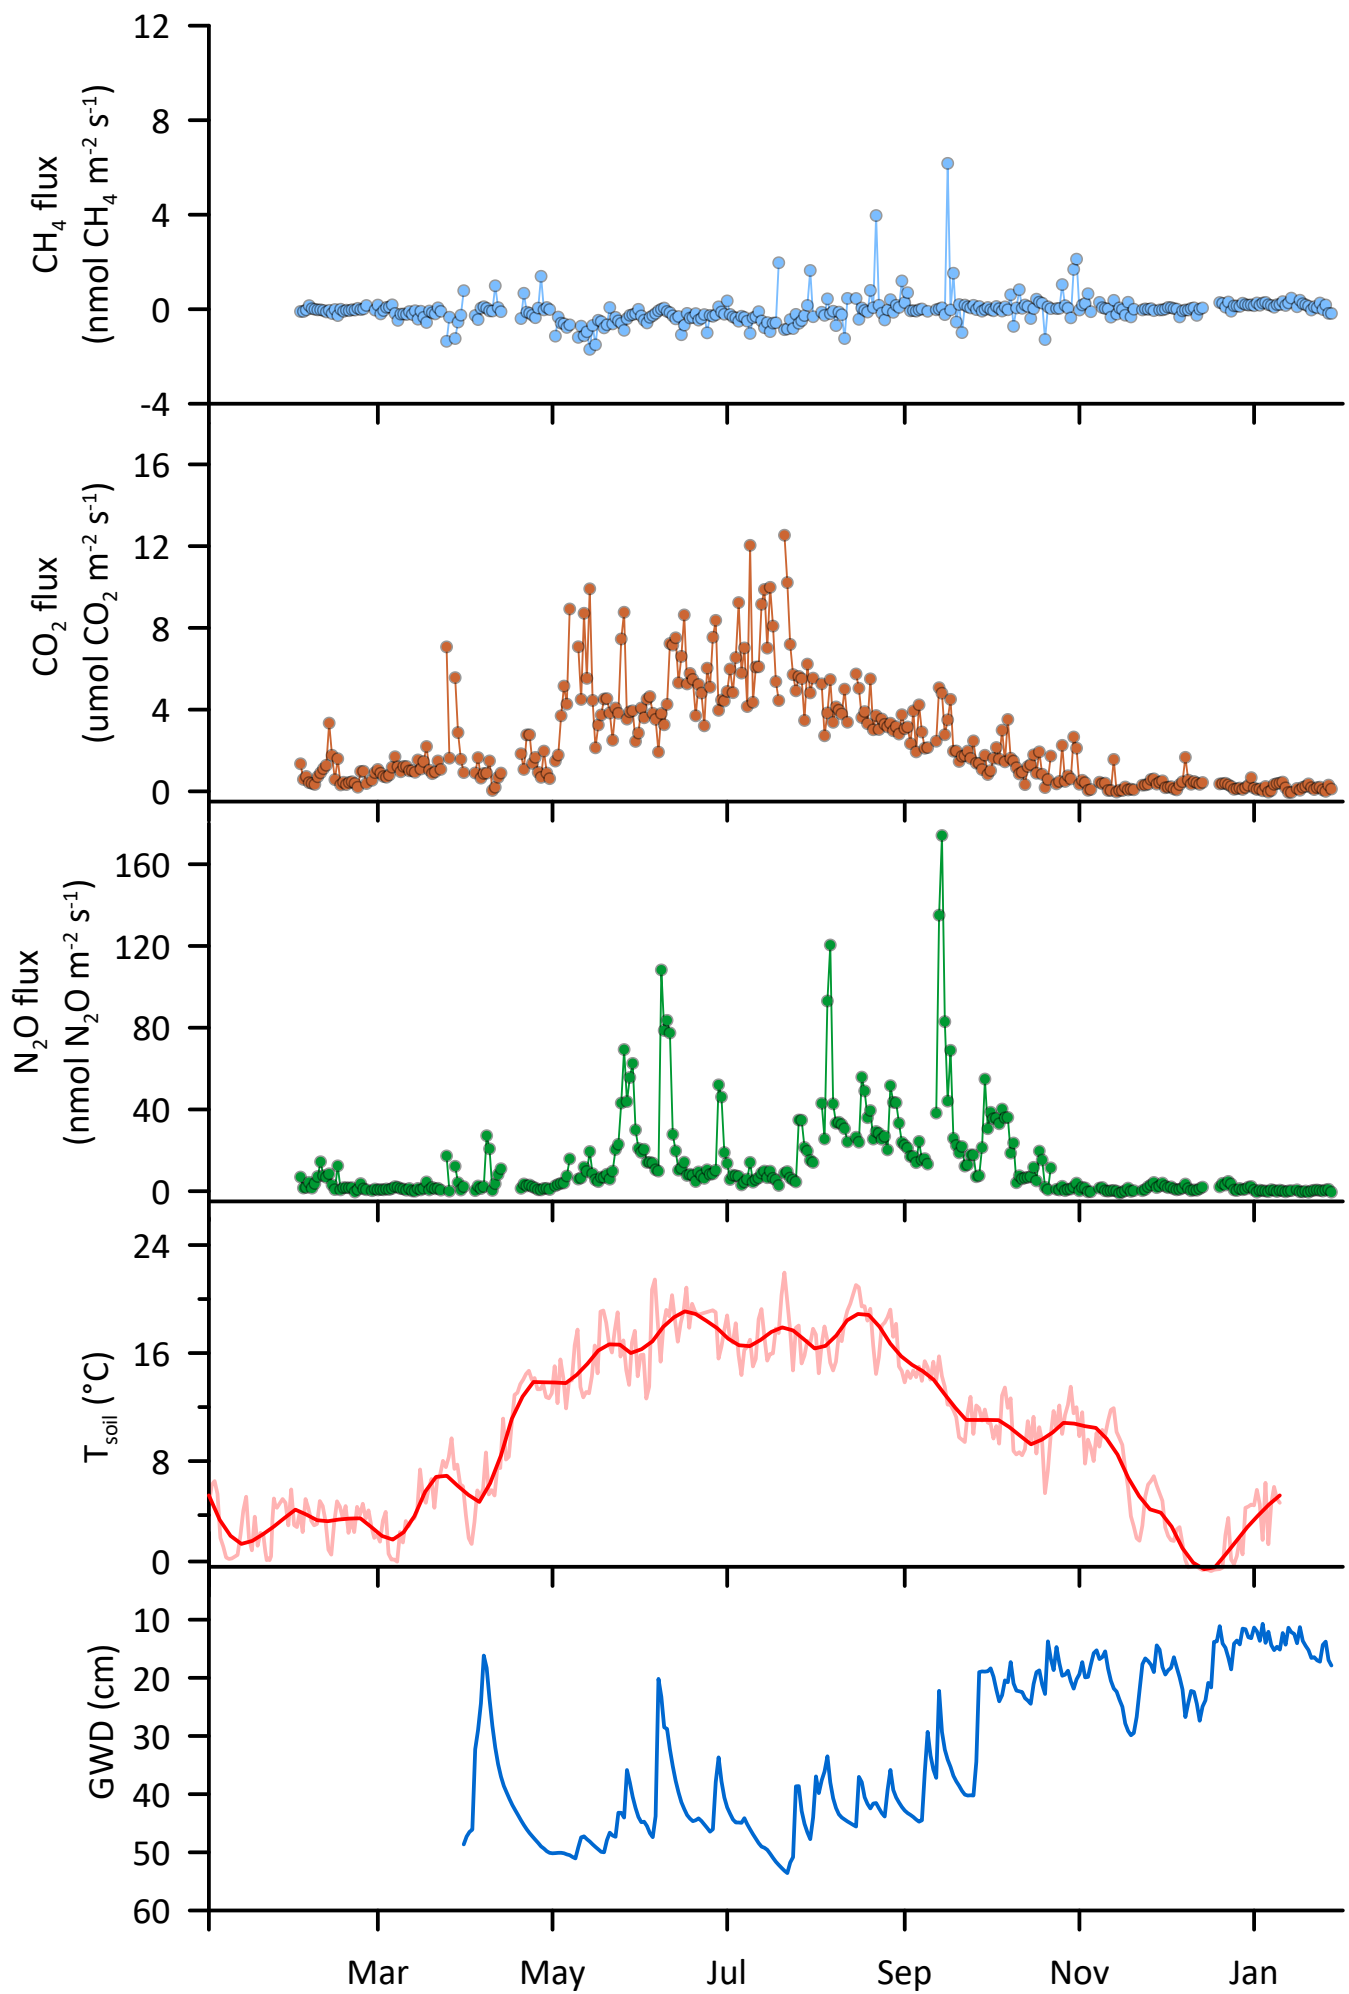 CH₄ flux
(nmol CH₄ m⁻² s⁻¹)
12
8
4
0
-4
CO₂ flux
(umol CO₂ m⁻² s⁻¹)
16
12
8
4
0
N₂O flux
(nmol N₂O m⁻² s⁻¹)
160
120
80
40
0
T_soil (°C)
24
16
8
0
GWD (cm)
10
20
30
40
50
60
Mar May Jul Sep Nov Jan